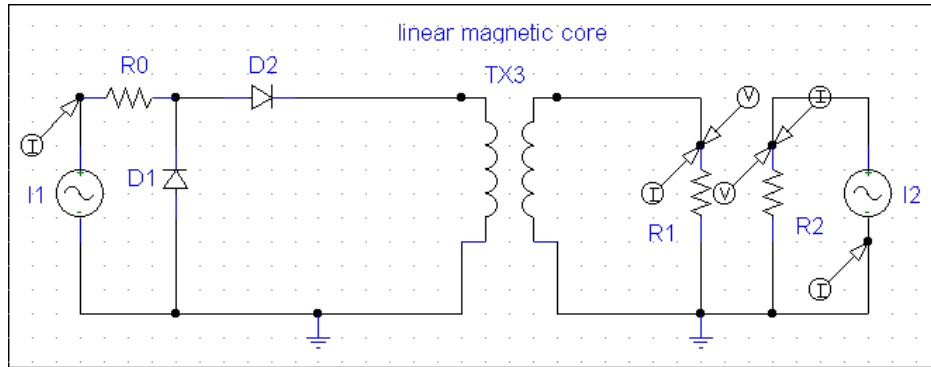 linear magnetic core
R0
D2
TX3
I
V
I
I1
D1
I
V
R1
R2
I2
I